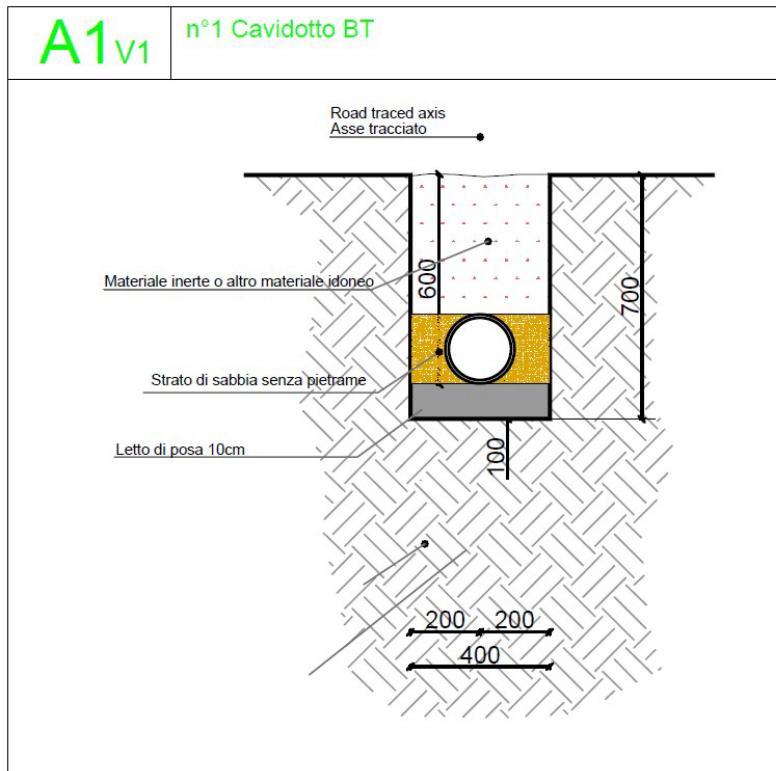 A1V1
n°1 Cavidotto BT
Road traced axis
Asse tracciato
Materiale inerte o altro materiale idoneo
600
700
Strato di sabbia senza pietrame
Letto di posa 10cm
100
200 200
400